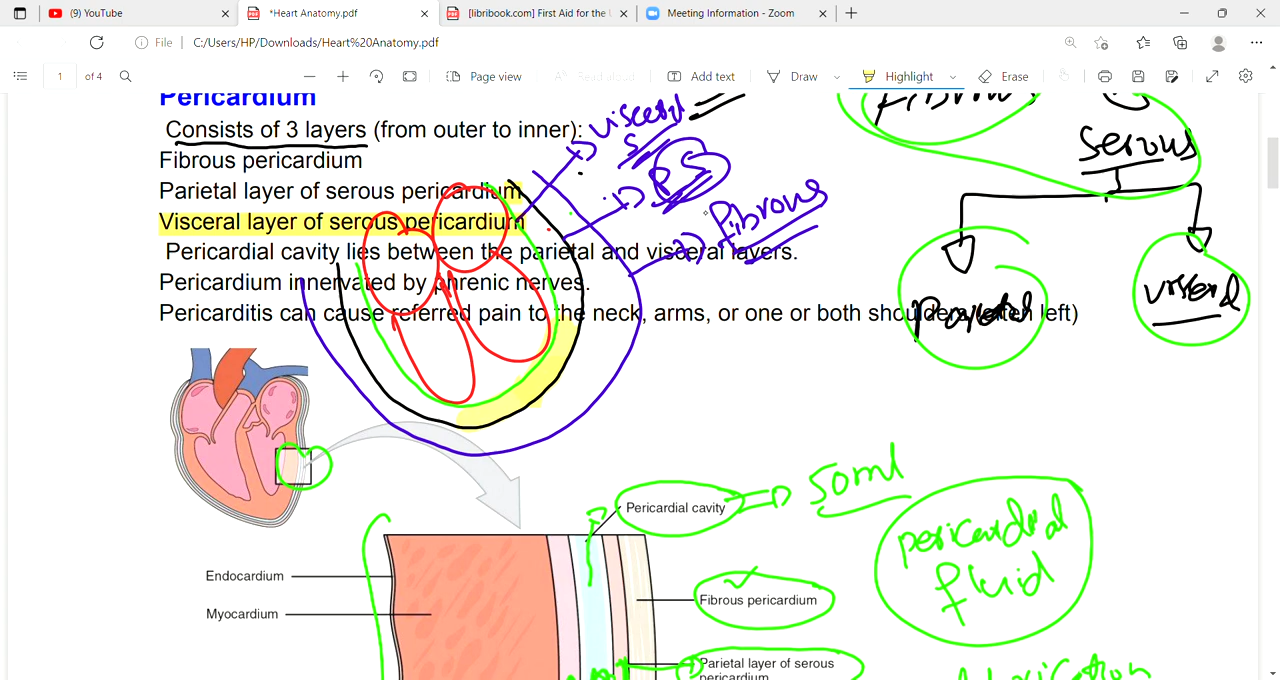 (9) YouTube
*Heart Anatomy.pdf
[libribook.com] First Aid for the
Meeting Information - Zoom
File
C:/Users/HP/Downloads/Heart%20Anatomy.pdf
1 of 4
Page view
Read aloud
Add text
Draw
Highlight
Erase
Pericardium
Consists of 3 layers (from outer to inner):
Fibrous pericardium
Parietal layer of serous pericardium
Visceral layer of serous pericardium
Pericardial cavity lies between the parietal and visceral layers.
Pericardium innervated by phrenic nerves.
Pericarditis can cause referred pain to the neck, arms, or one or both shoulders (often left)
visceral
S
PS
Fibrous
Fibrous
serous
Parietal
visceral
Pericardial cavity
50ml
pericardial
fluid
Endocardium
Myocardium
Fibrous pericardium
Parietal layer of serous
pericardium